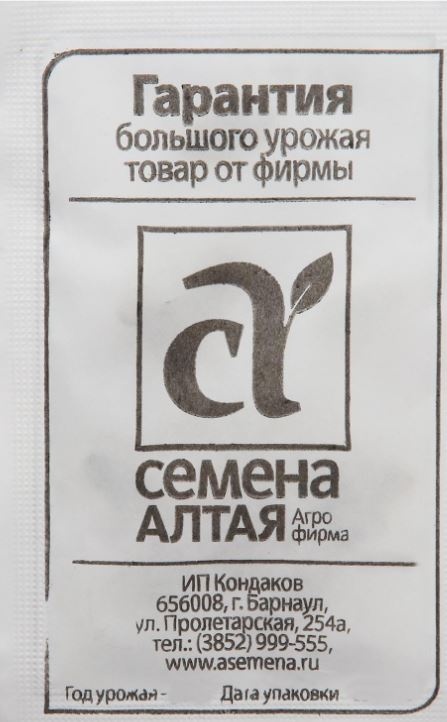 Гарантия
большого урожая
товар от фирмы
семена
АЛТАЯ Агро
фирма
ИП Кондаков
656008, г. Барнаул,
ул. Пролетарская, 254а,
тел.: (3852) 999-555,
www.asemena.ru
Год урожая - Дата упаковки